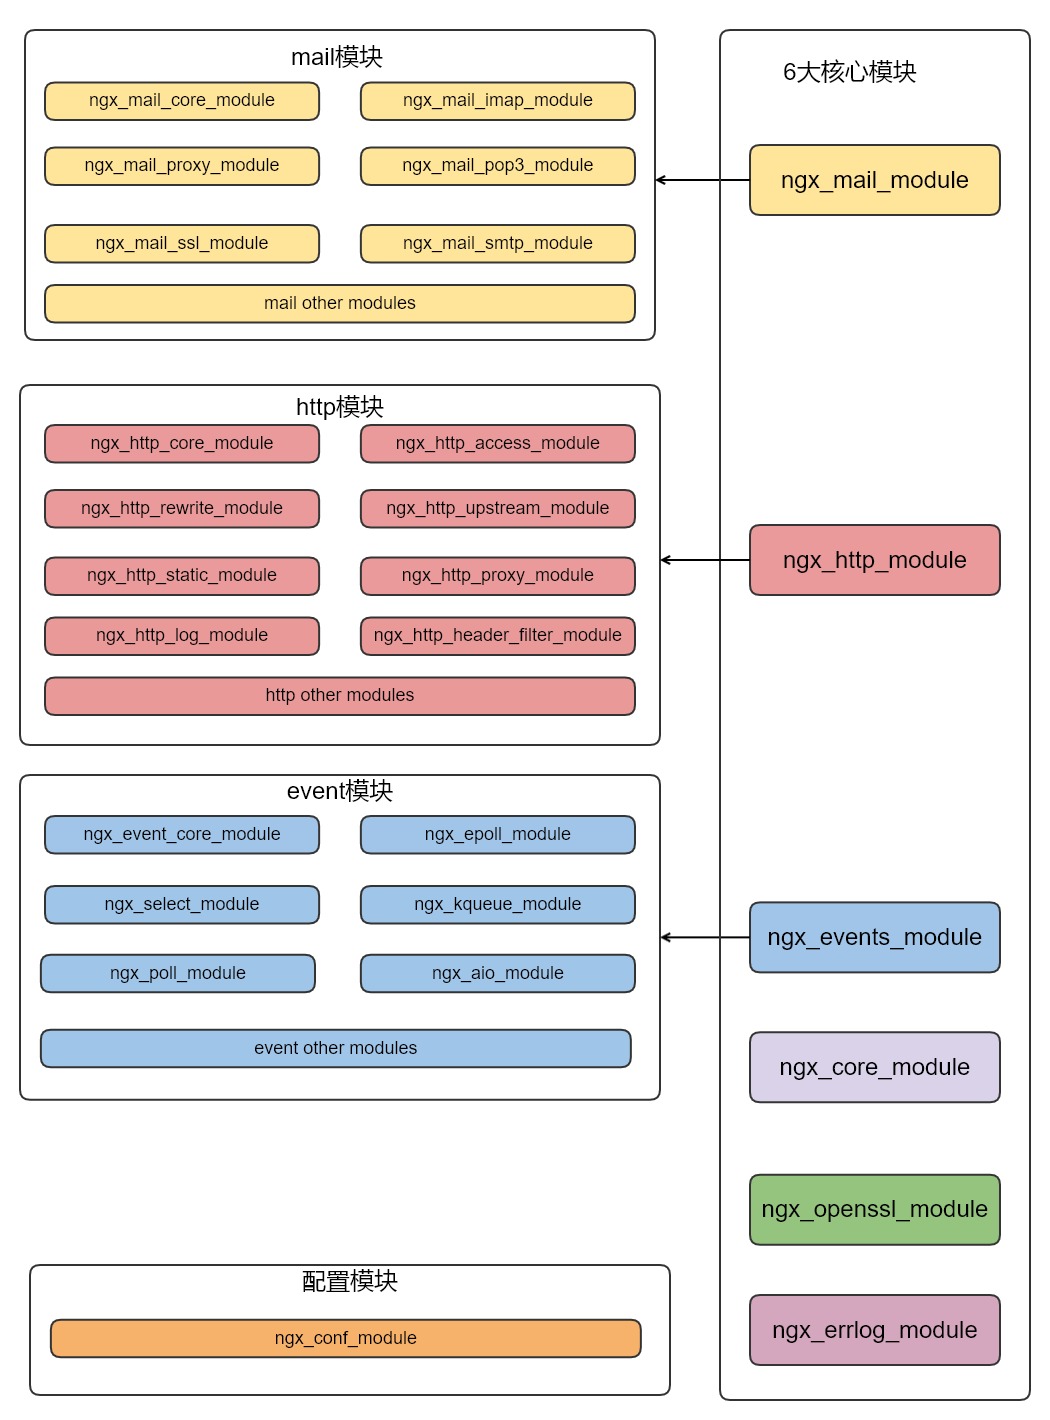 mail模块
ngx_mail_core_module
ngx_mail_imap_module
ngx_mail_proxy_module
ngx_mail_pop3_module
ngx_mail_ssl_module
ngx_mail_smtp_module
mail other modules
http模块
ngx_http_core_module
ngx_http_access_module
ngx_http_rewrite_module
ngx_http_upstream_module
ngx_http_static_module
ngx_http_proxy_module
ngx_http_log_module
ngx_http_header_filter_module
http other modules
event模块
ngx_event_core_module
ngx_epoll_module
ngx_select_module
ngx_kqueue_module
ngx_poll_module
ngx_aio_module
event other modules
配置模块
ngx_conf_module
6大核心模块
ngx_mail_module
ngx_http_module
ngx_events_module
ngx_core_module
ngx_openssl_module
ngx_errlog_module